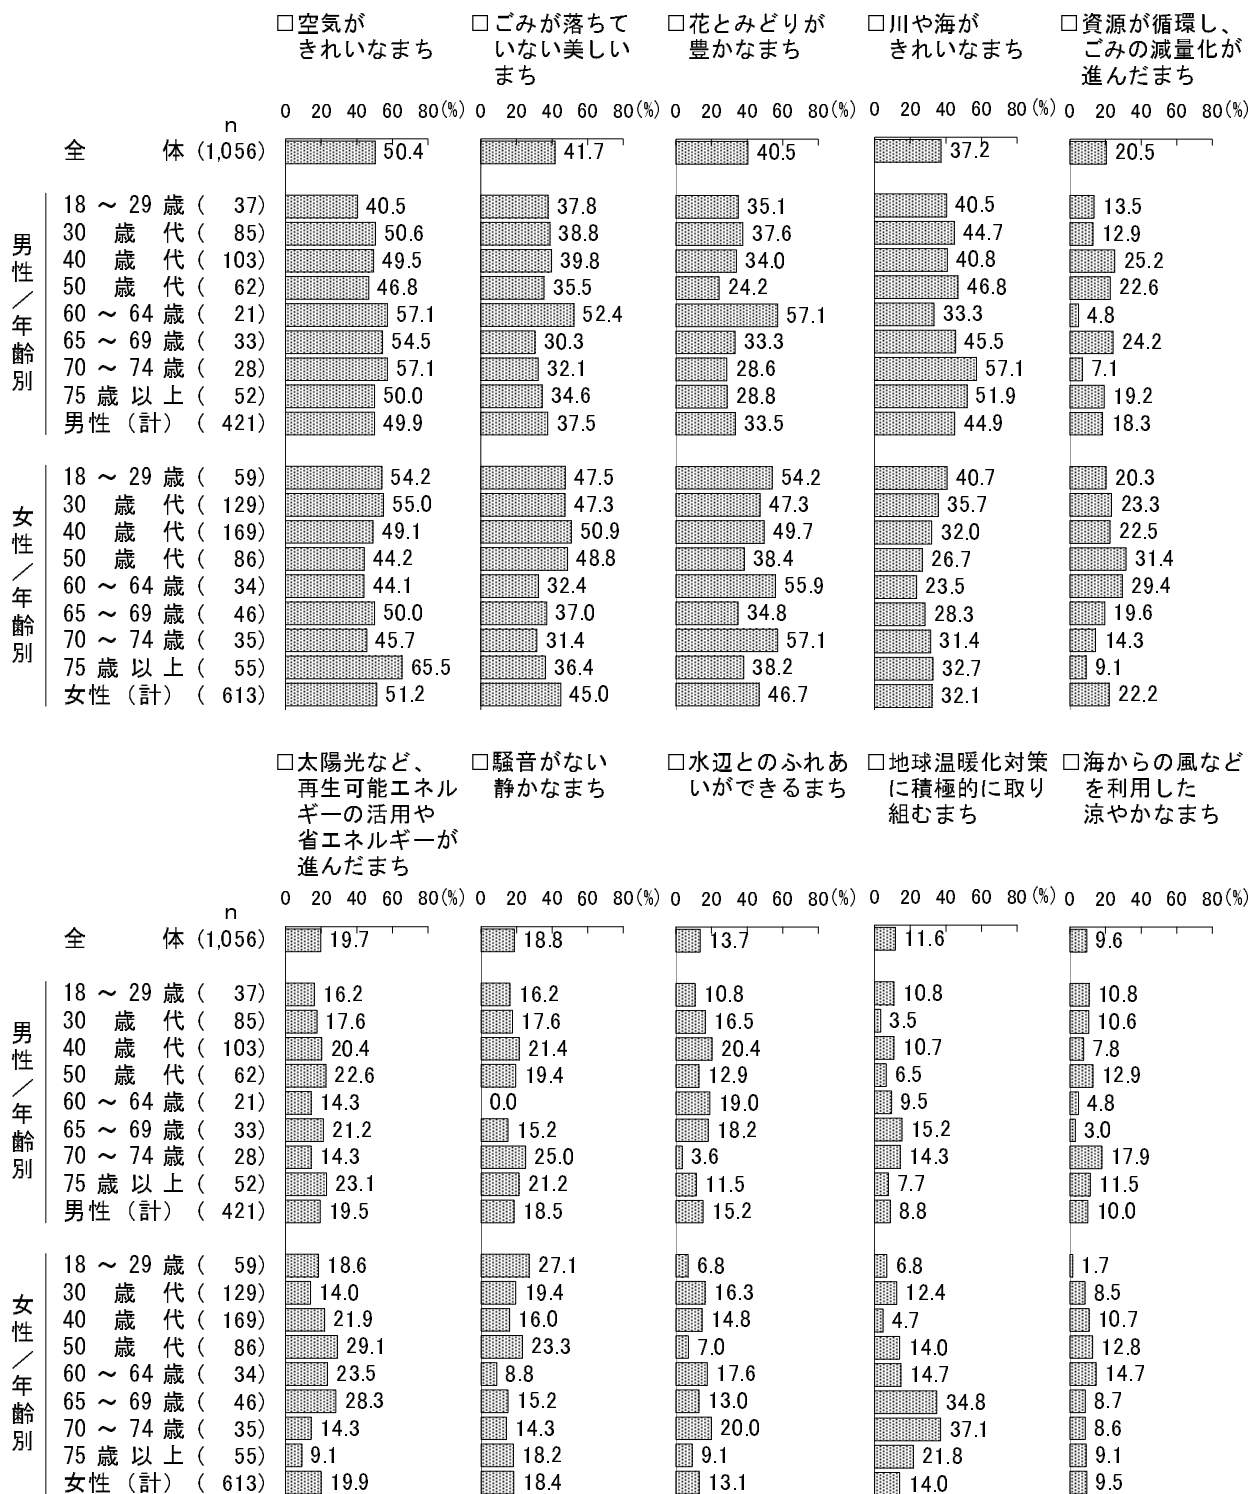 □空気が
きれいなまち
□ごみが落ちて
いない美しい
まち
□花とみどりが
豊かなまち
□川や海が
きれいなまち
□資源が循環し、
ごみの減量化が
進んだまち
0 20 40 60 80(%) 0 20 40 60 80(%) 0 20 40 60 80(%) 0 20 40 60 80(%) 0 20 40 60 80(%)
n
全 体 (1,056) 50.4 41.7 40.5 37.2 20.5
男性/年齢別
18 ～ 29 歳 ( 37) 40.5 37.8 35.1 40.5 13.5
30 歳 代 ( 85) 50.6 38.8 37.6 44.7 12.9
40 歳 代 ( 103) 49.5 39.8 34.0 40.8 25.2
50 歳 代 ( 62) 46.8 35.5 24.2 46.8 22.6
60 ～ 64 歳 ( 21) 57.1 52.4 57.1 33.3 4.8
65 ～ 69 歳 ( 33) 54.5 30.3 33.3 45.5 24.2
70 ～ 74 歳 ( 28) 57.1 32.1 28.6 57.1 7.1
75 歳 以 上 ( 52) 50.0 34.6 28.8 51.9 19.2
男性（計） ( 421) 49.9 37.5 33.5 44.9 18.3
女性/年齢別
18 ～ 29 歳 ( 59) 54.2 47.5 54.2 40.7 20.3
30 歳 代 ( 129) 55.0 47.3 47.3 35.7 23.3
40 歳 代 ( 169) 49.1 50.9 49.7 32.0 22.5
50 歳 代 ( 86) 44.2 48.8 38.4 26.7 31.4
60 ～ 64 歳 ( 34) 44.1 32.4 55.9 23.5 29.4
65 ～ 69 歳 ( 46) 50.0 37.0 34.8 28.3 19.6
70 ～ 74 歳 ( 35) 45.7 31.4 57.1 31.4 14.3
75 歳 以 上 ( 55) 65.5 36.4 38.2 32.7 9.1
女性（計） ( 613) 51.2 45.0 46.7 32.1 22.2
□太陽光など、
再生可能エネル
ギーの活用や
省エネルギーが
進んだまち
□騒音がない
静かなまち
□水辺とのふれあ
いができるまち
□地球温暖化対策
に積極的に取り
組むまち
□海からの風など
を利用した
涼やかなまち
0 20 40 60 80(%) 0 20 40 60 80(%) 0 20 40 60 80(%) 0 20 40 60 80(%) 0 20 40 60 80(%)
n
全 体 (1,056) 19.7 18.8 13.7 11.6 9.6
男性/年齢別
18 ～ 29 歳 ( 37) 16.2 16.2 10.8 10.8 10.8
30 歳 代 ( 85) 17.6 17.6 16.5 3.5 10.6
40 歳 代 ( 103) 20.4 21.4 20.4 10.7 7.8
50 歳 代 ( 62) 22.6 19.4 12.9 6.5 12.9
60 ～ 64 歳 ( 21) 14.3 0.0 19.0 9.5 4.8
65 ～ 69 歳 ( 33) 21.2 15.2 18.2 15.2 3.0
70 ～ 74 歳 ( 28) 14.3 25.0 3.6 14.3 17.9
75 歳 以 上 ( 52) 23.1 21.2 11.5 7.7 11.5
男性（計） ( 421) 19.5 18.5 15.2 8.8 10.0
女性/年齢別
18 ～ 29 歳 ( 59) 18.6 27.1 6.8 6.8 1.7
30 歳 代 ( 129) 14.0 19.4 16.3 12.4 8.5
40 歳 代 ( 169) 21.9 16.0 14.8 4.7 10.7
50 歳 代 ( 86) 29.1 23.3 7.0 14.0 12.8
60 ～ 64 歳 ( 34) 23.5 8.8 17.6 14.7 14.7
65 ～ 69 歳 ( 46) 28.3 15.2 13.0 34.8 8.7
70 ～ 74 歳 ( 35) 14.3 14.3 20.0 37.1 8.6
75 歳 以 上 ( 55) 9.1 18.2 9.1 21.8 9.1
女性（計） ( 613) 19.9 18.4 13.1 14.0 9.5